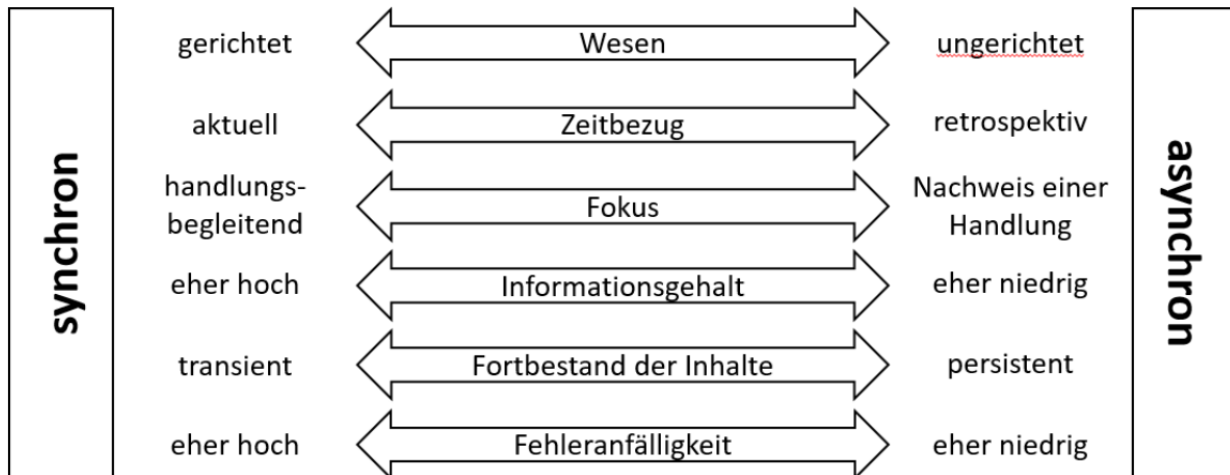 synchron
gerichtet Wesen ungerichtet
aktuell Zeitbezug retrospektiv
handlungs-
begleitend Fokus Nachweis einer
Handlung
eher hoch Informationsgehalt eher niedrig
transient Fortbestand der Inhalte persistent
eher hoch Fehleranfälligkeit eher niedrig
asynchron